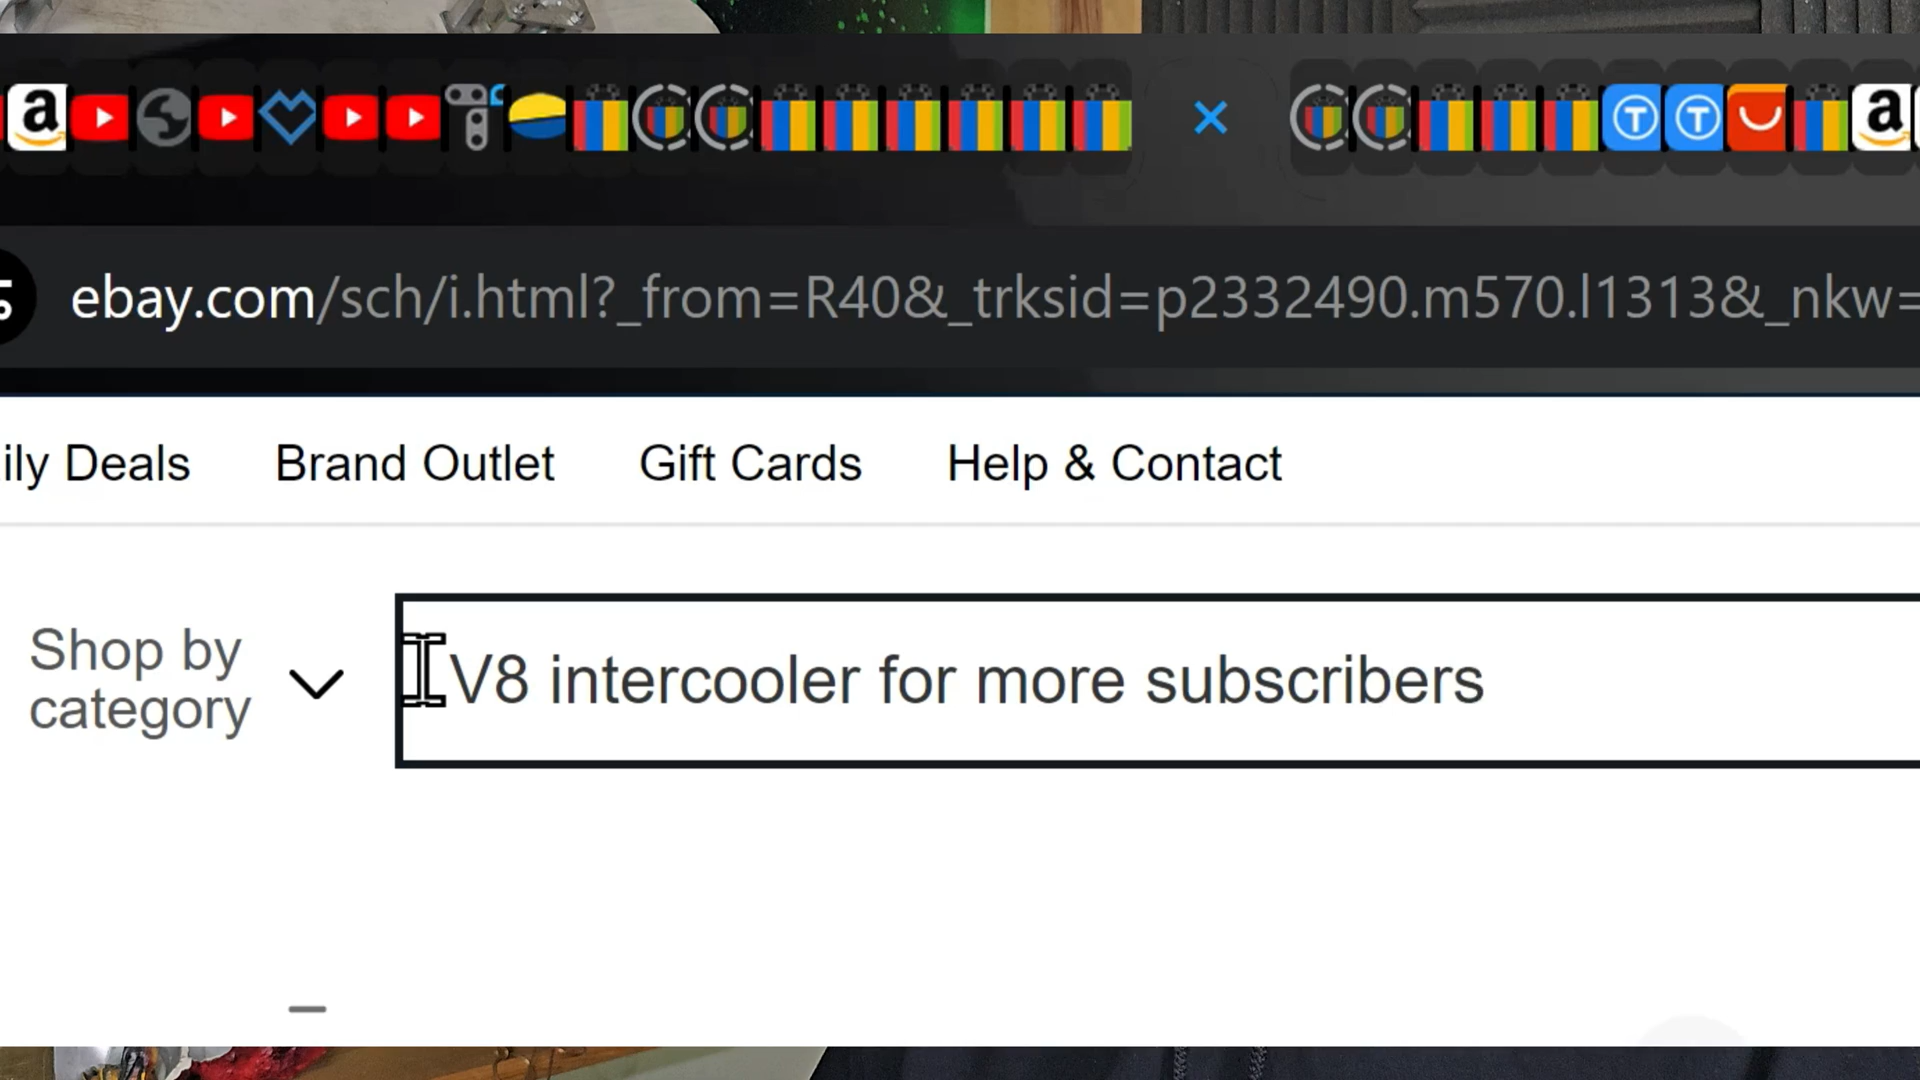 a
T
T
a
ebay.com/sch/i.html?_from=R40&_trksid=p2332490.m570.l1313&_nkw=
ily Deals
Brand Outlet
Gift Cards
Help & Contact
Shop by
category
V8 intercooler for more subscribers